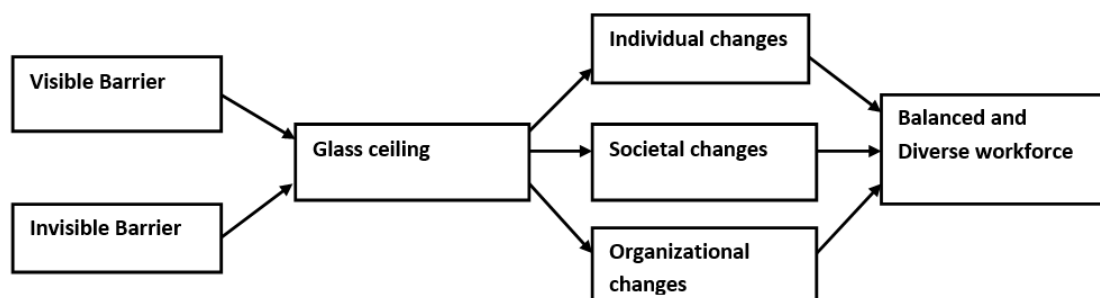 Visible Barrier
Invisible Barrier
Glass ceiling
Individual changes
Societal changes
Organizational
changes
Balanced and
Diverse workforce